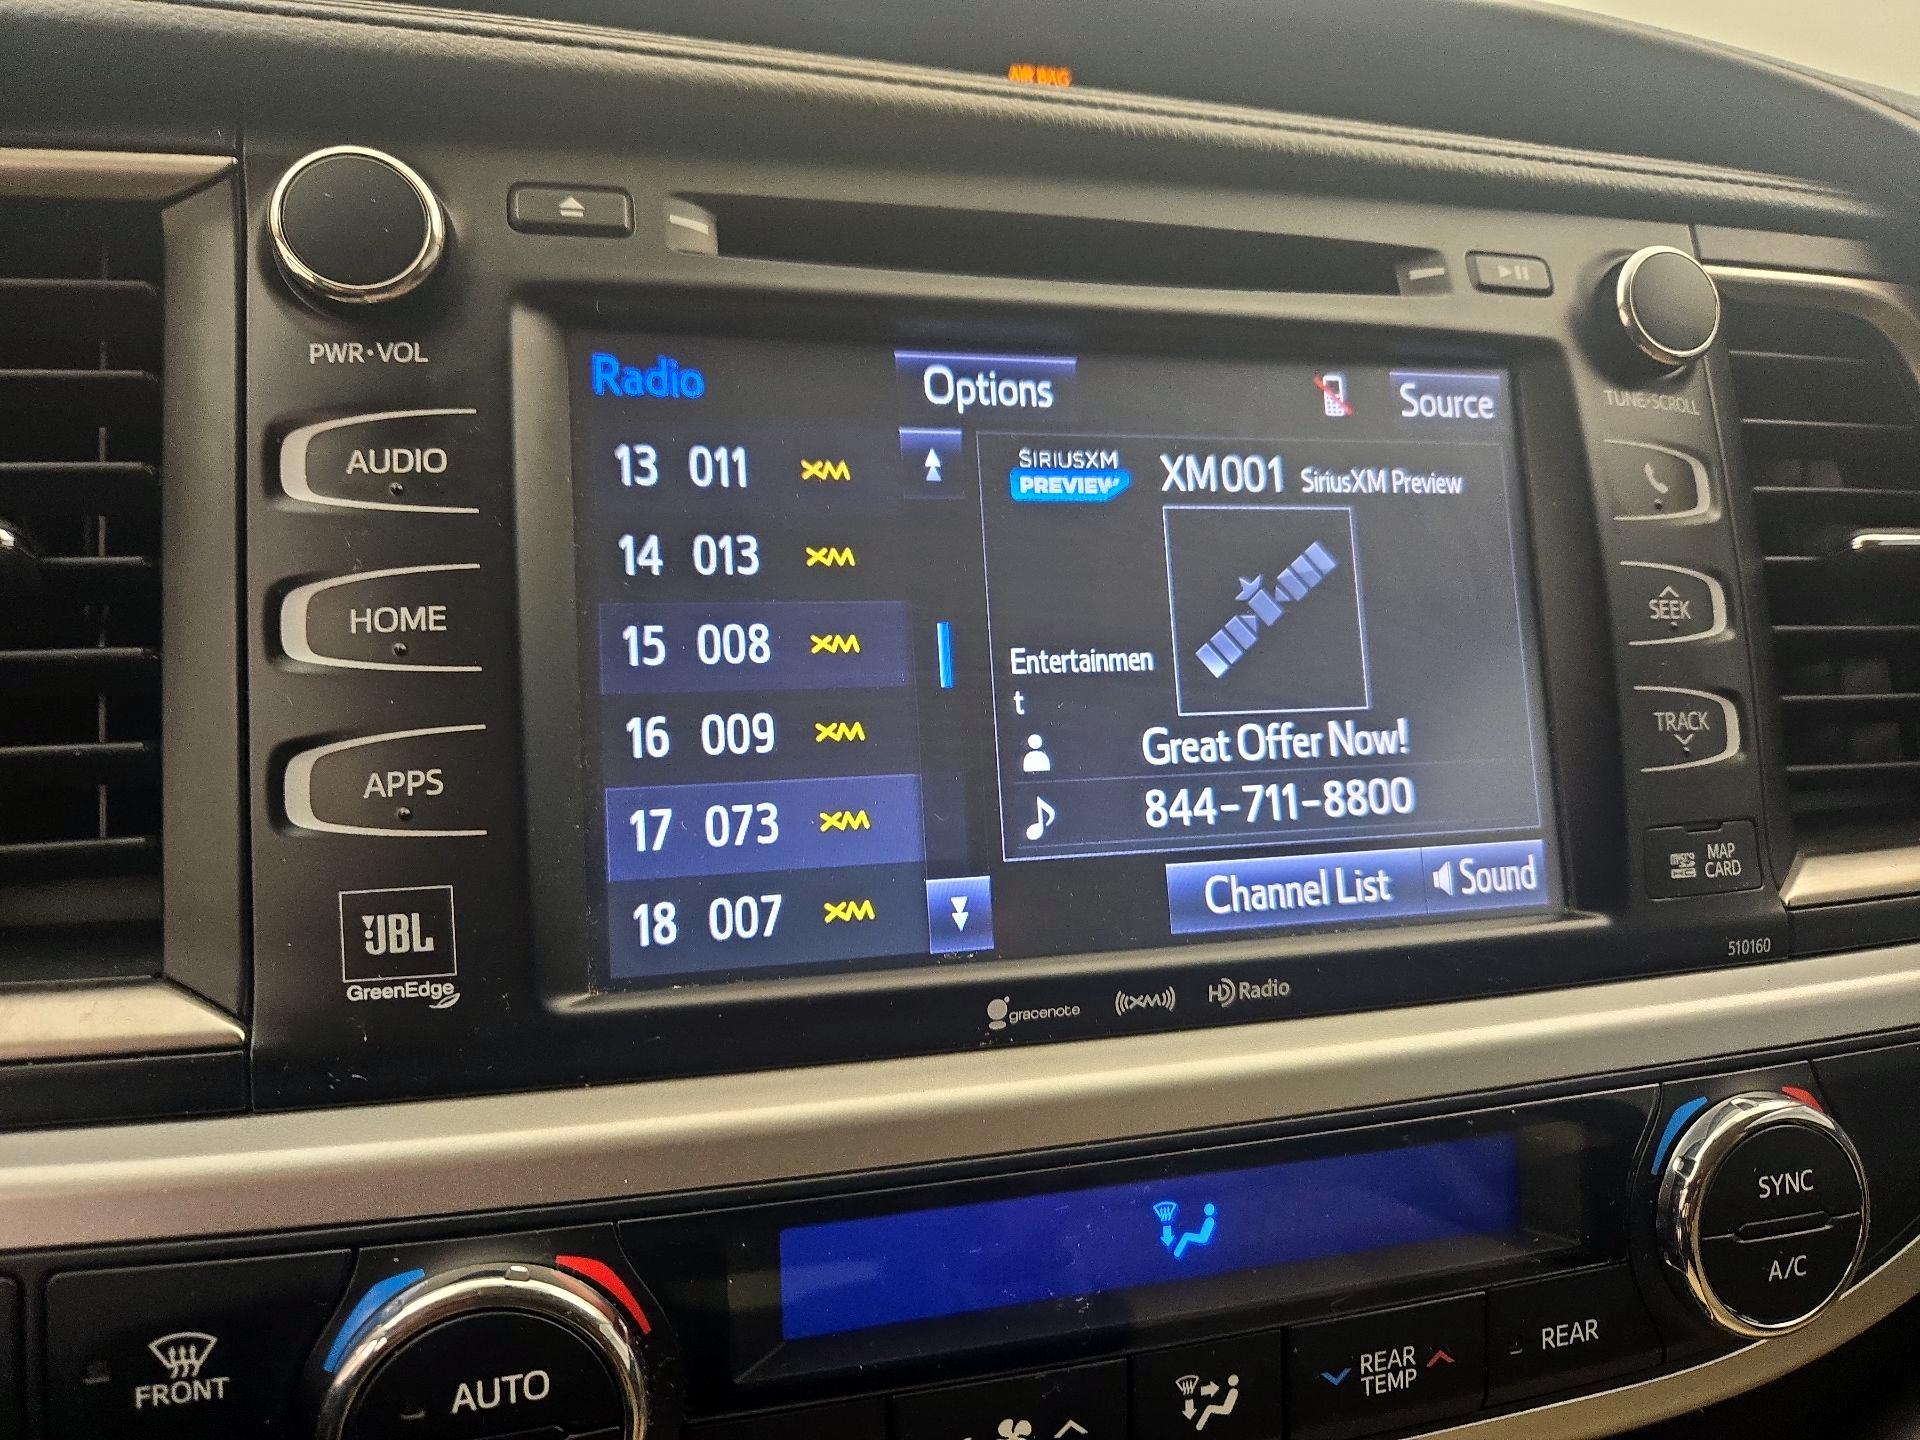 AIR BAG
PWR•VOL
AUDIO
HOME
APPS
JBL
GreenEdge
Radio
Options
Source
13 011 XM
14 013 XM
15 008 XM
16 009 XM
17 073 XM
18 007 XM
SIRIUSXM
PREVIEW
XM001 SiriusXM Preview
Entertainmen
t
Great Offer Now!
844-711-8800
Channel List
Sound
TUNE•SCROLL
SEEK
TRACK
micro
MAP
CARD
510160
gracenote
((XM))
HD Radio
FRONT
AUTO
REAR
TEMP
REAR
SYNC
A/C